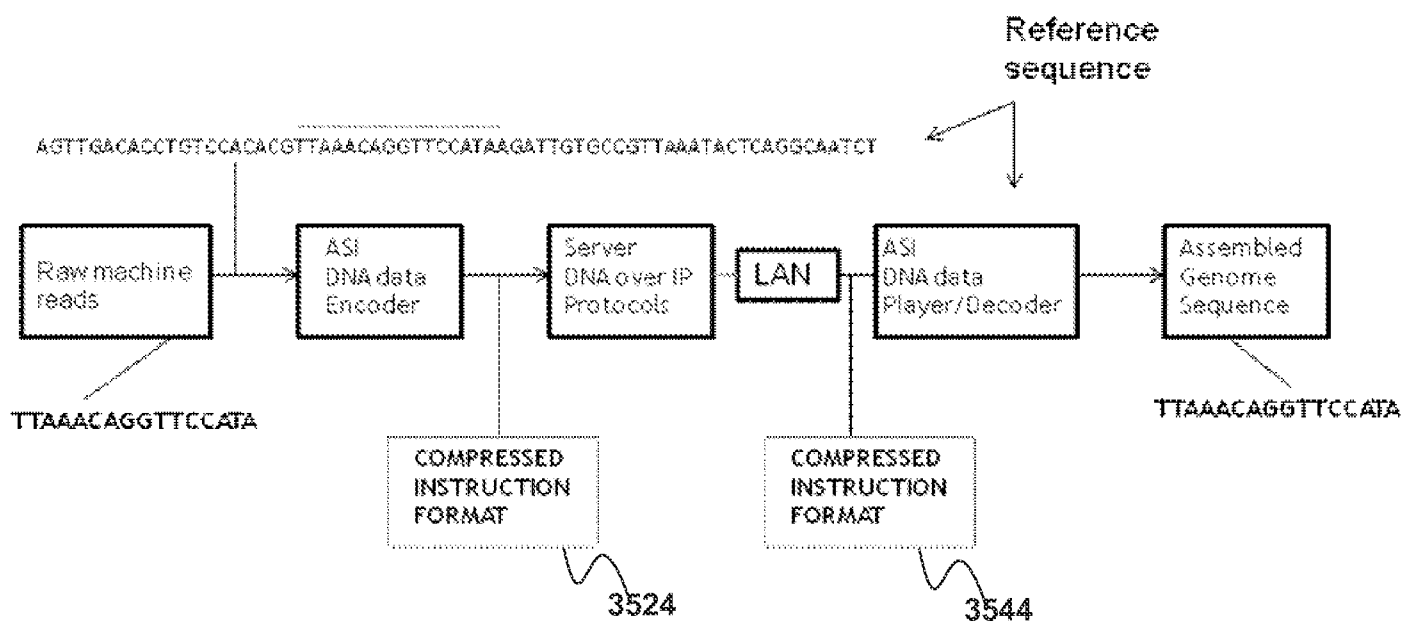 Reference
sequence
AGTTGACACCTGTCCACACGTTAAACAGGTTCCATAAGATTGTGCCGTTAAATACTCAGGCAATCT
Raw machine
reads
ASI
DNA data
Encoder
Server
DNA over IP
Protocols
LAN
ASI
DNA data
Player/Decoder
Assembled
Genome
Sequence
TTAAACAGGTTCCATA
TTAAACAGGTTCCATA
COMPRESSED
INSTRUCTION
FORMAT
COMPRESSED
INSTRUCTION
FORMAT
3524
3544